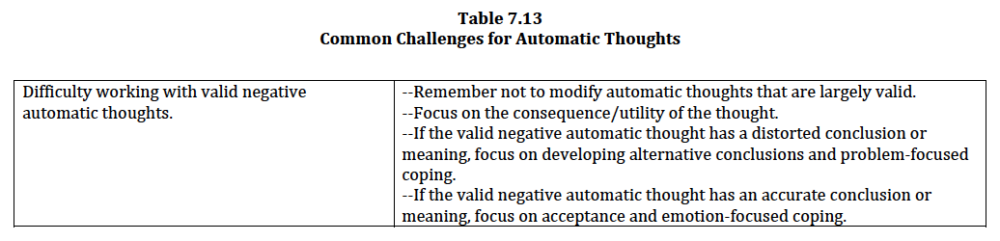 Table 7.13
Common Challenges for Automatic Thoughts
Difficulty working with valid negative
automatic thoughts.
--Remember not to modify automatic thoughts that are largely valid.
--Focus on the consequence/utility of the thought.
--If the valid negative automatic thought has a distorted conclusion or
meaning, focus on developing alternative conclusions and problem-focused
coping.
--If the valid negative automatic thought has an accurate conclusion or
meaning, focus on acceptance and emotion-focused coping.